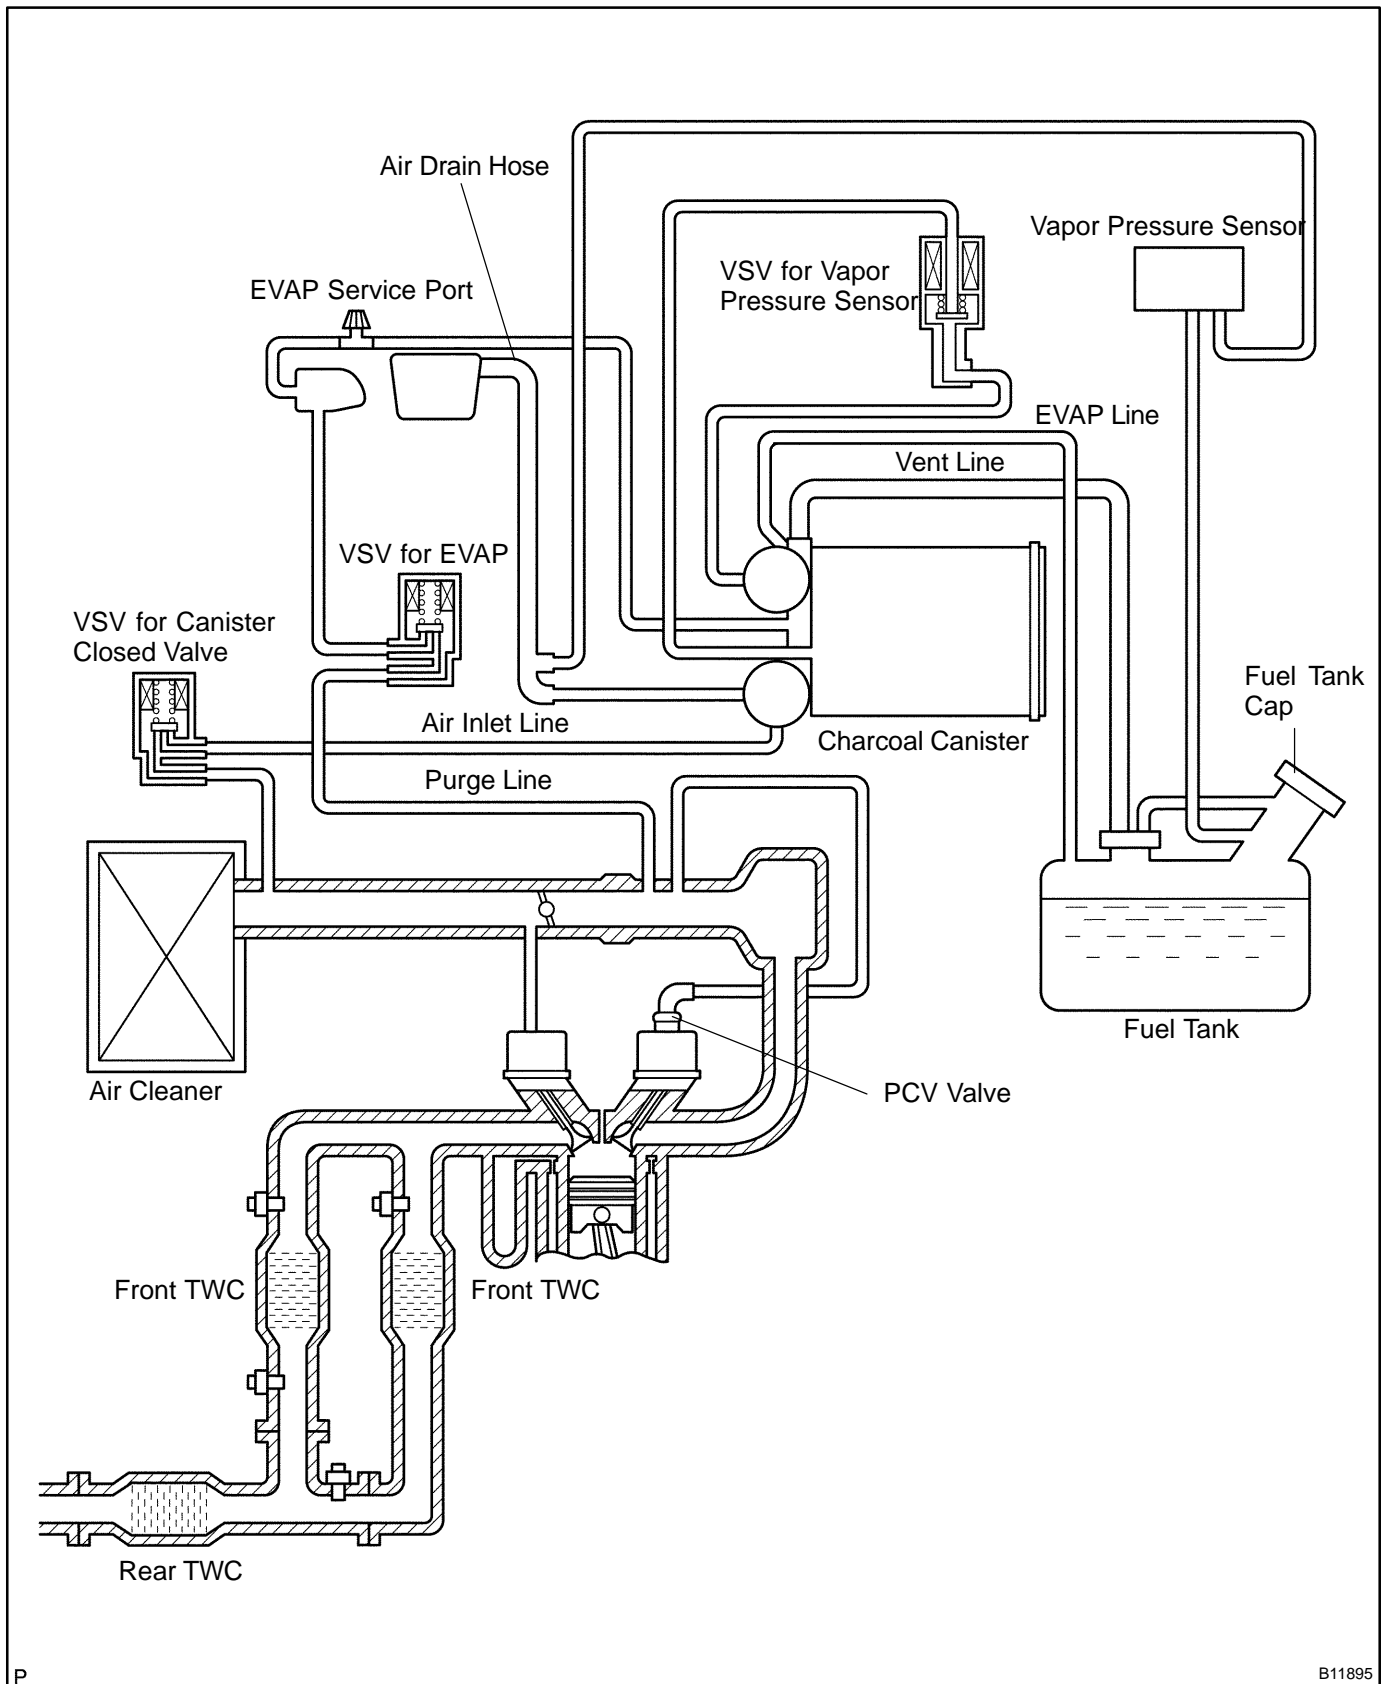 Air Drain Hose
Vapor Pressure Sensor
VSV for Vapor
Pressure Sensor
EVAP Service Port
EVAP Line
Vent Line
VSV for EVAP
VSV for Canister
Closed Valve
Fuel Tank
Cap
Air Inlet Line
Charcoal Canister
Purge Line
Fuel Tank
Air Cleaner
PCV Valve
Front TWC
Front TWC
Rear TWC
P
B11895